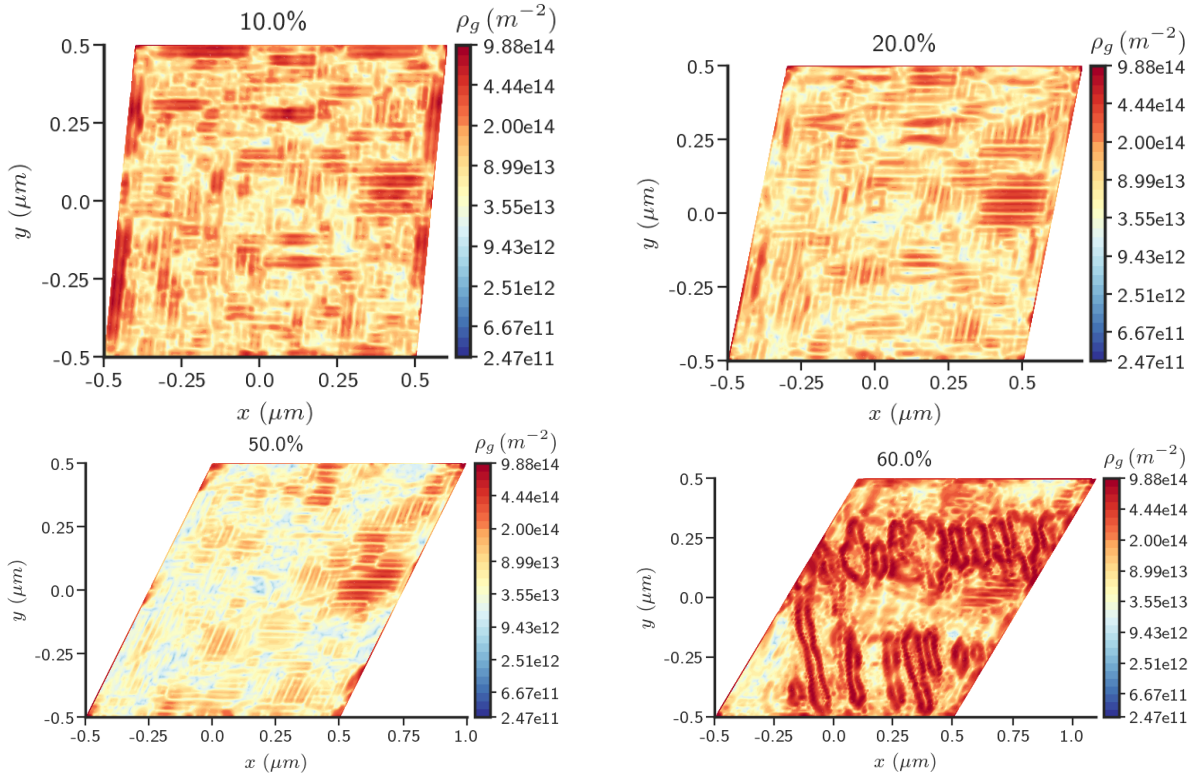 10.0%
ρ_g (m^{-2})
0.5
0.25
0.0
-0.25
-0.5
y (μm)
-0.5
-0.25
0.0
0.25
0.5
x (μm)
9.88e14
4.44e14
2.00e14
8.99e13
3.55e13
9.43e12
2.51e12
6.67e11
2.47e11
20.0%
ρ_g (m^{-2})
0.5
0.25
0.0
-0.25
-0.5
y (μm)
-0.5
-0.25
0.0
0.25
0.5
x (μm)
9.88e14
4.44e14
2.00e14
8.99e13
3.55e13
9.43e12
2.51e12
6.67e11
2.47e11
50.0%
ρ_g (m^{-2})
0.5
0.25
0.0
-0.25
-0.5
y (μm)
-0.5
-0.25
0.0
0.25
0.5
0.75
1.0
x (μm)
9.88e14
4.44e14
2.00e14
8.99e13
3.55e13
9.43e12
2.51e12
6.67e11
2.47e11
60.0%
ρ_g (m^{-2})
0.5
0.25
0.0
-0.25
-0.5
y (μm)
-0.5
-0.25
0.0
0.25
0.5
0.75
1.0
x (μm)
9.88e14
4.44e14
2.00e14
8.99e13
3.55e13
9.43e12
2.51e12
6.67e11
2.47e11